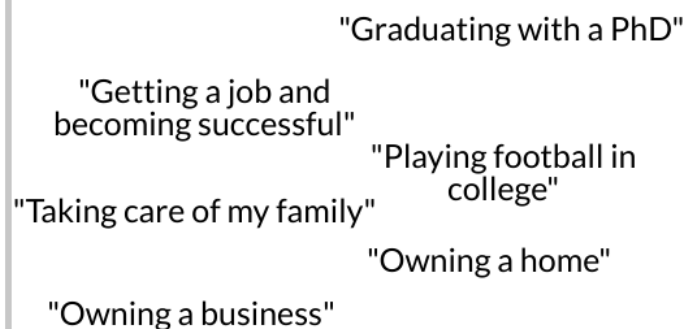 "Graduating with a PhD"
"Getting a job and
becoming successful"
"Playing football in
college"
"Taking care of my family"
"Owning a home"
"Owning a business"